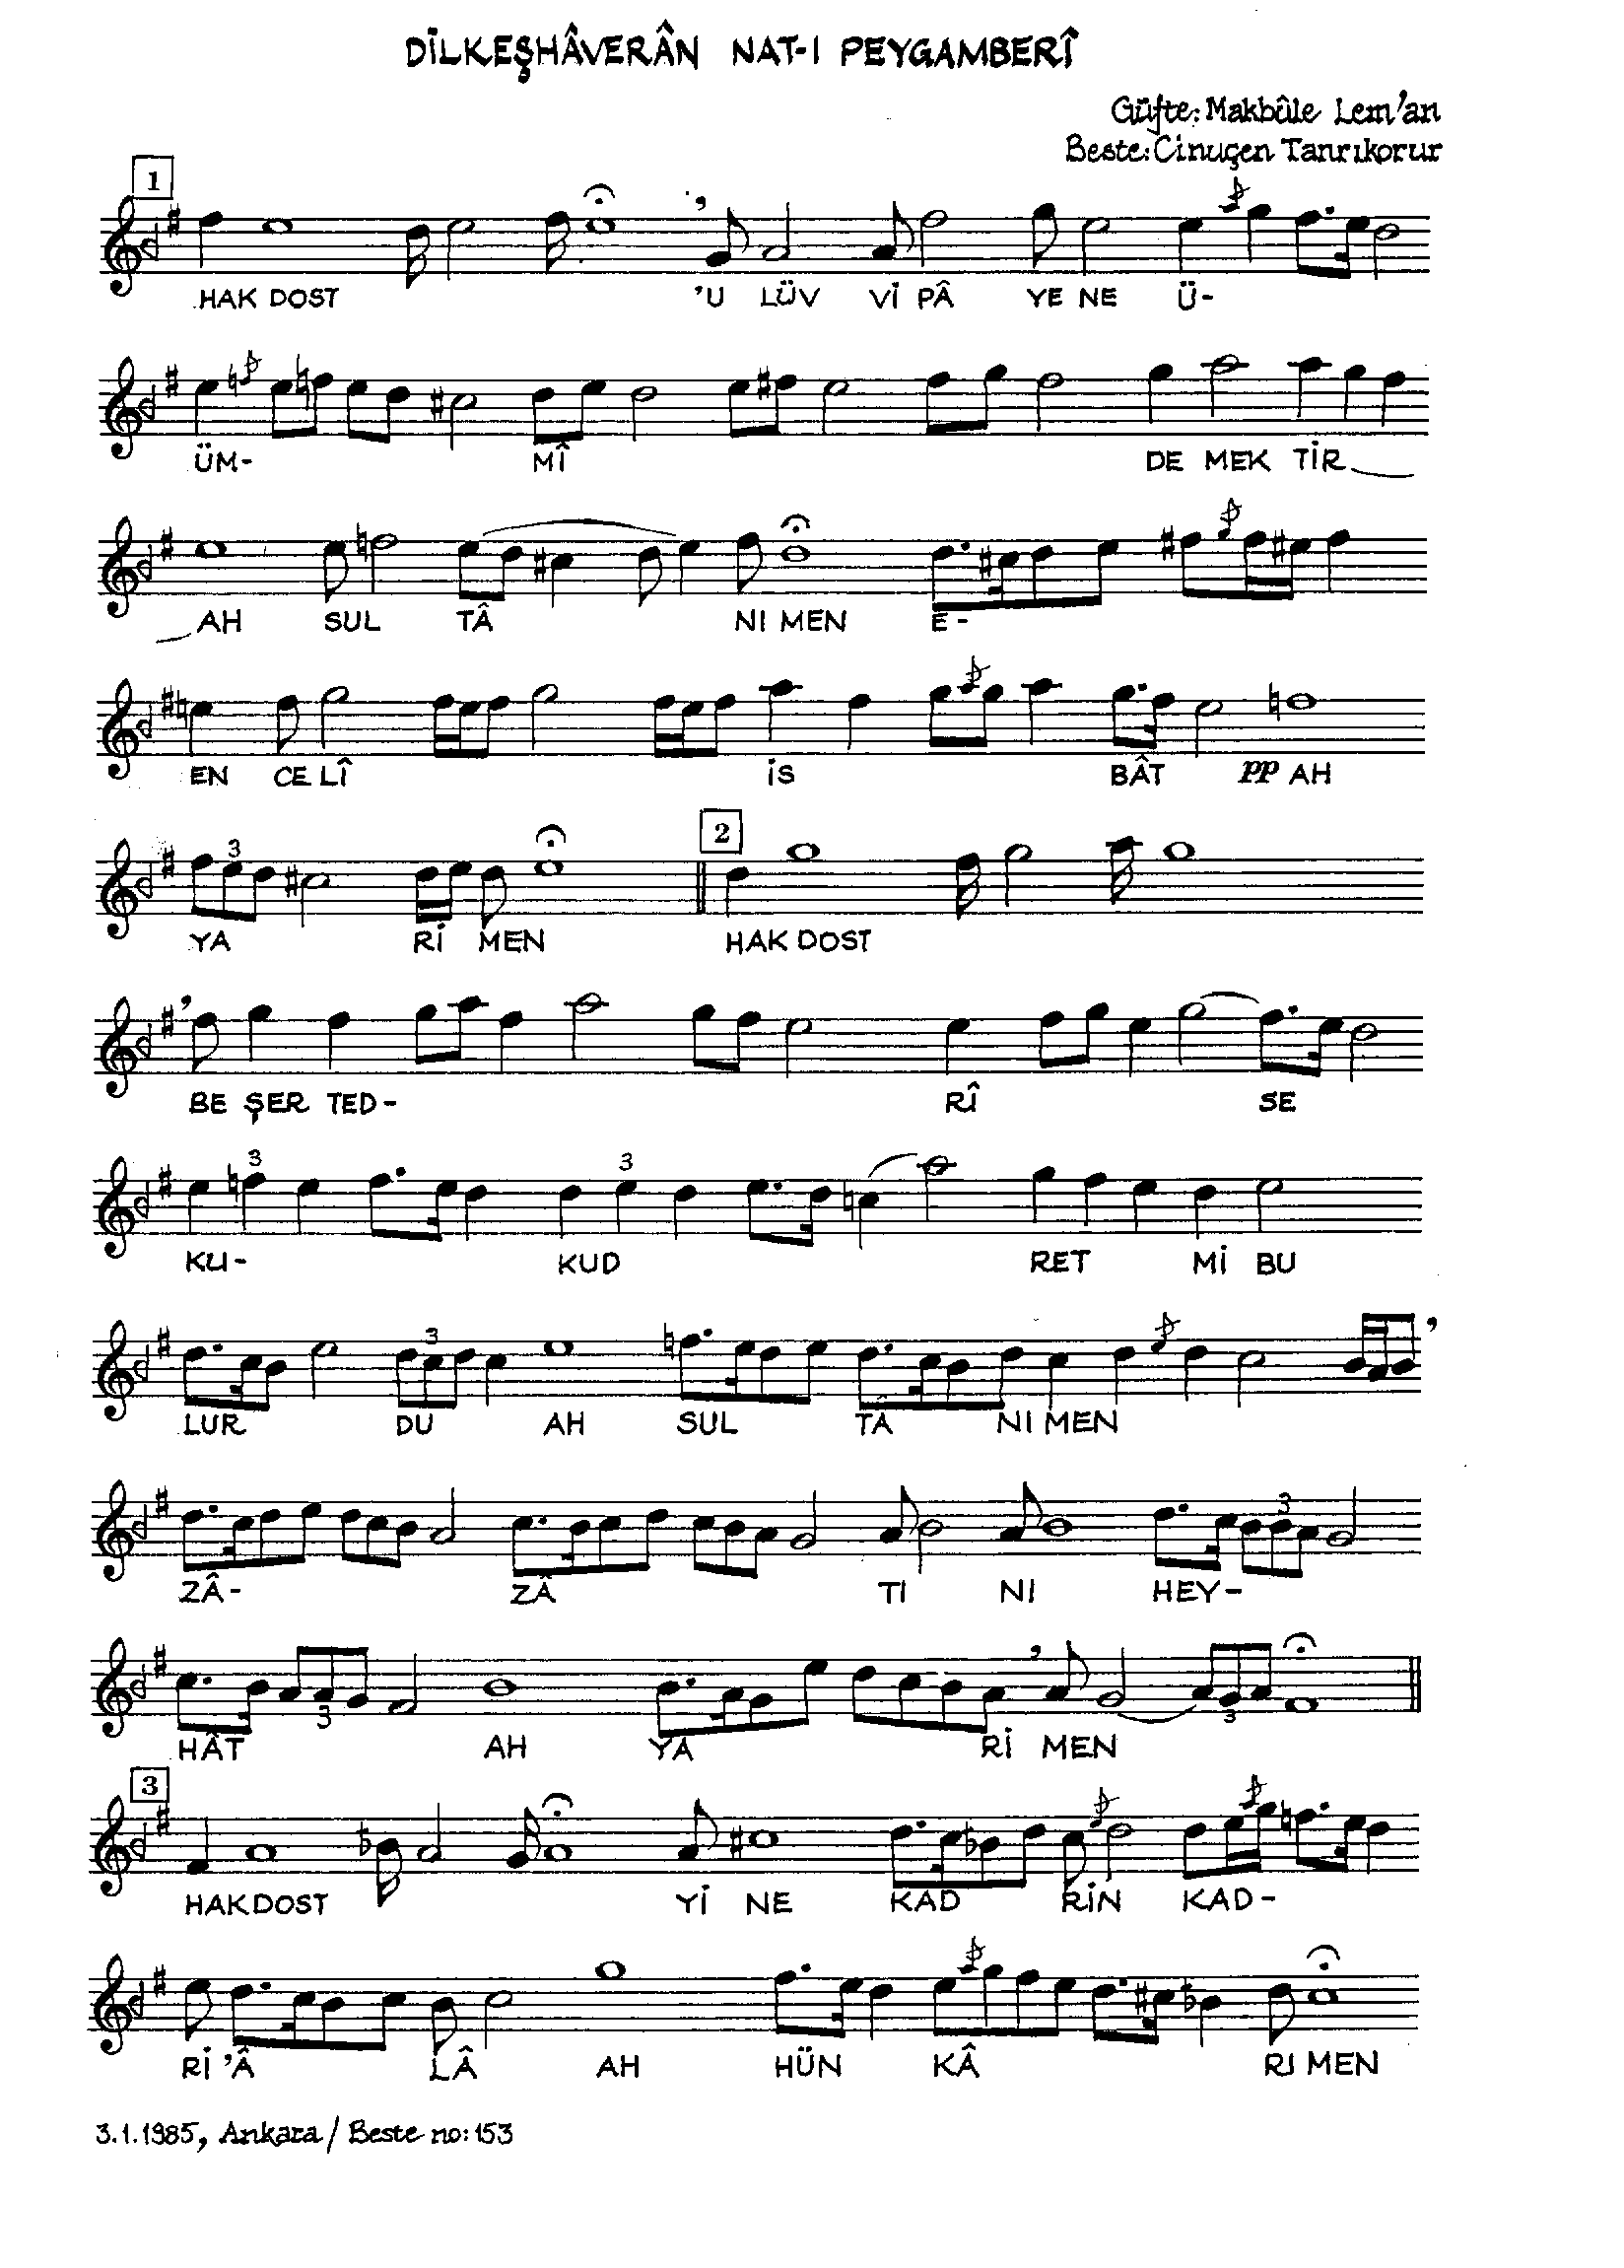 DİLKEŞHÂVERÂN NAT-I PEYGAMBERÎ
Güfte: Makbûle Lem'an
Beste: Cinuçen Tanrıkorur
1
HAK DOST 'U LÜV Vİ PÂ YE NE Ü-
ÜM- MÎ DE MEK TİR
AH SUL TÂ NI MEN E-
EN CE LÎ İS BÂT pp AH
3 2
YA Rİ MEN HAK DOST
BE ŞER TED- RÎ SE
3 3
KU- KUD RET Mİ BU
3
LUR DU AH SUL TÂ NI MEN
3
ZÂ- ZÂ TI NI HEY-
3 3
HÂT AH YA Rİ MEN
3
HAK DOST Yİ NE KAD RİN KAD-
Rİ 'Â LÂ AH HÜN KÂ RI MEN
3.1.1985, Ankara / Beste no: 153